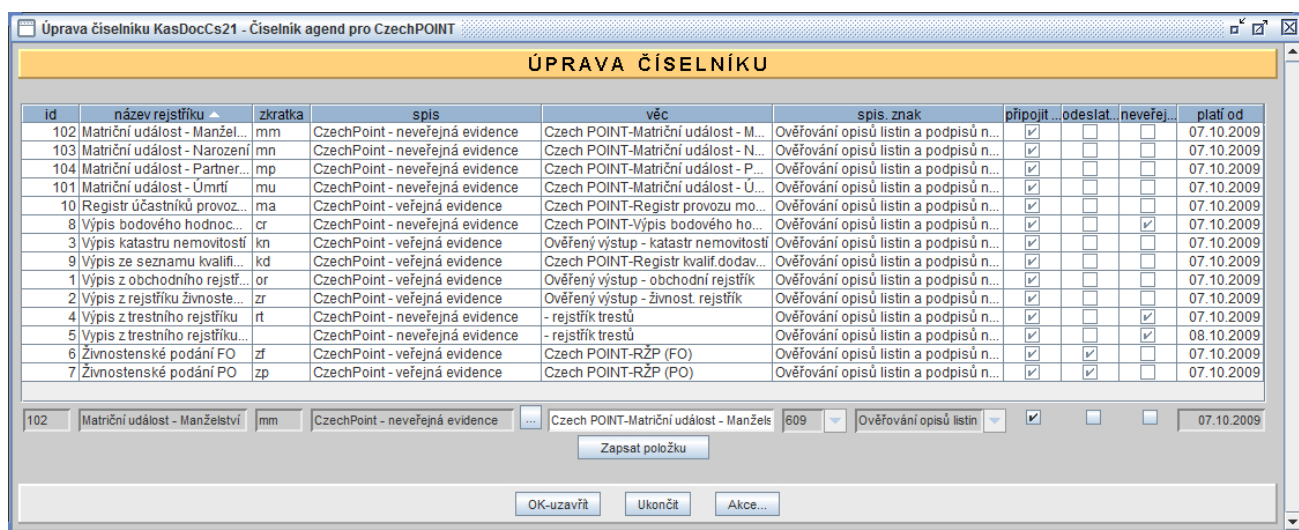 Úprava číselníku KasDocCs21 - Číselník agend pro CzechPOINT
ÚPRAVA ČÍSELNÍKU
id název rejstříku zkratka spis věc spis. znak připojit ... odeslat... neveřej... platí od
102 Matriční událost - Manžel... mm CzechPoint - neveřejná evidence Czech POINT-Matriční událost - M... Ověřování opisů listin a podpisů n... 07.10.2009
103 Matriční událost - Narození mn CzechPoint - neveřejná evidence Czech POINT-Matriční událost - N... Ověřování opisů listin a podpisů n... 07.10.2009
104 Matriční událost - Partner... mp CzechPoint - neveřejná evidence Czech POINT-Matriční událost - P... Ověřování opisů listin a podpisů n... 07.10.2009
101 Matriční událost - Úmrtí mu CzechPoint - neveřejná evidence Czech POINT-Matriční událost - Ú... Ověřování opisů listin a podpisů n... 07.10.2009
10 Registr účastníků provoz... ma CzechPoint - veřejná evidence Czech POINT-Registr provozu mo... Ověřování opisů listin a podpisů n... 07.10.2009
8 Výpis bodového hodnoc... cr CzechPoint - neveřejná evidence Czech POINT-Výpis bodového ho... Ověřování opisů listin a podpisů n... 07.10.2009
3 Výpis katastru nemovitostí kn CzechPoint - veřejná evidence Ověřený výstup - katastr nemovitostí Ověřování opisů listin a podpisů n... 07.10.2009
9 Výpis ze seznamu kvalifi... kd CzechPoint - veřejná evidence Czech POINT-Registr kvalif.dodav... Ověřování opisů listin a podpisů n... 07.10.2009
1 Výpis z obchodního rejstř... or CzechPoint - veřejná evidence Ověřený výstup - obchodní rejstřík Ověřování opisů listin a podpisů n... 07.10.2009
2 Výpis z rejstříku živnoste... zr CzechPoint - veřejná evidence Ověřený výstup - živnost. rejstřík Ověřování opisů listin a podpisů n... 07.10.2009
4 Výpis z trestního rejstříku rt CzechPoint - neveřejná evidence - rejstřík trestů Ověřování opisů listin a podpisů n... 07.10.2009
5 Vypis z trestního rejstříku... CzechPoint - neveřejná evidence - rejstřík trestů Ověřování opisů listin a podpisů n... 08.10.2009
6 Živnostenské podání FO zf CzechPoint - veřejná evidence Czech POINT-RŽP (FO) Ověřování opisů listin a podpisů n... 07.10.2009
7 Živnostenské podání PO zp CzechPoint - veřejná evidence Czech POINT-RŽP (PO) Ověřování opisů listin a podpisů n... 07.10.2009
102 Matriční událost - Manželství mm CzechPoint - neveřejná evidence ... Czech POINT-Matriční událost - Manžels 609 Ověřování opisů listin 07.10.2009
Zapsat položku
OK-uzavřít Ukončit Akce...